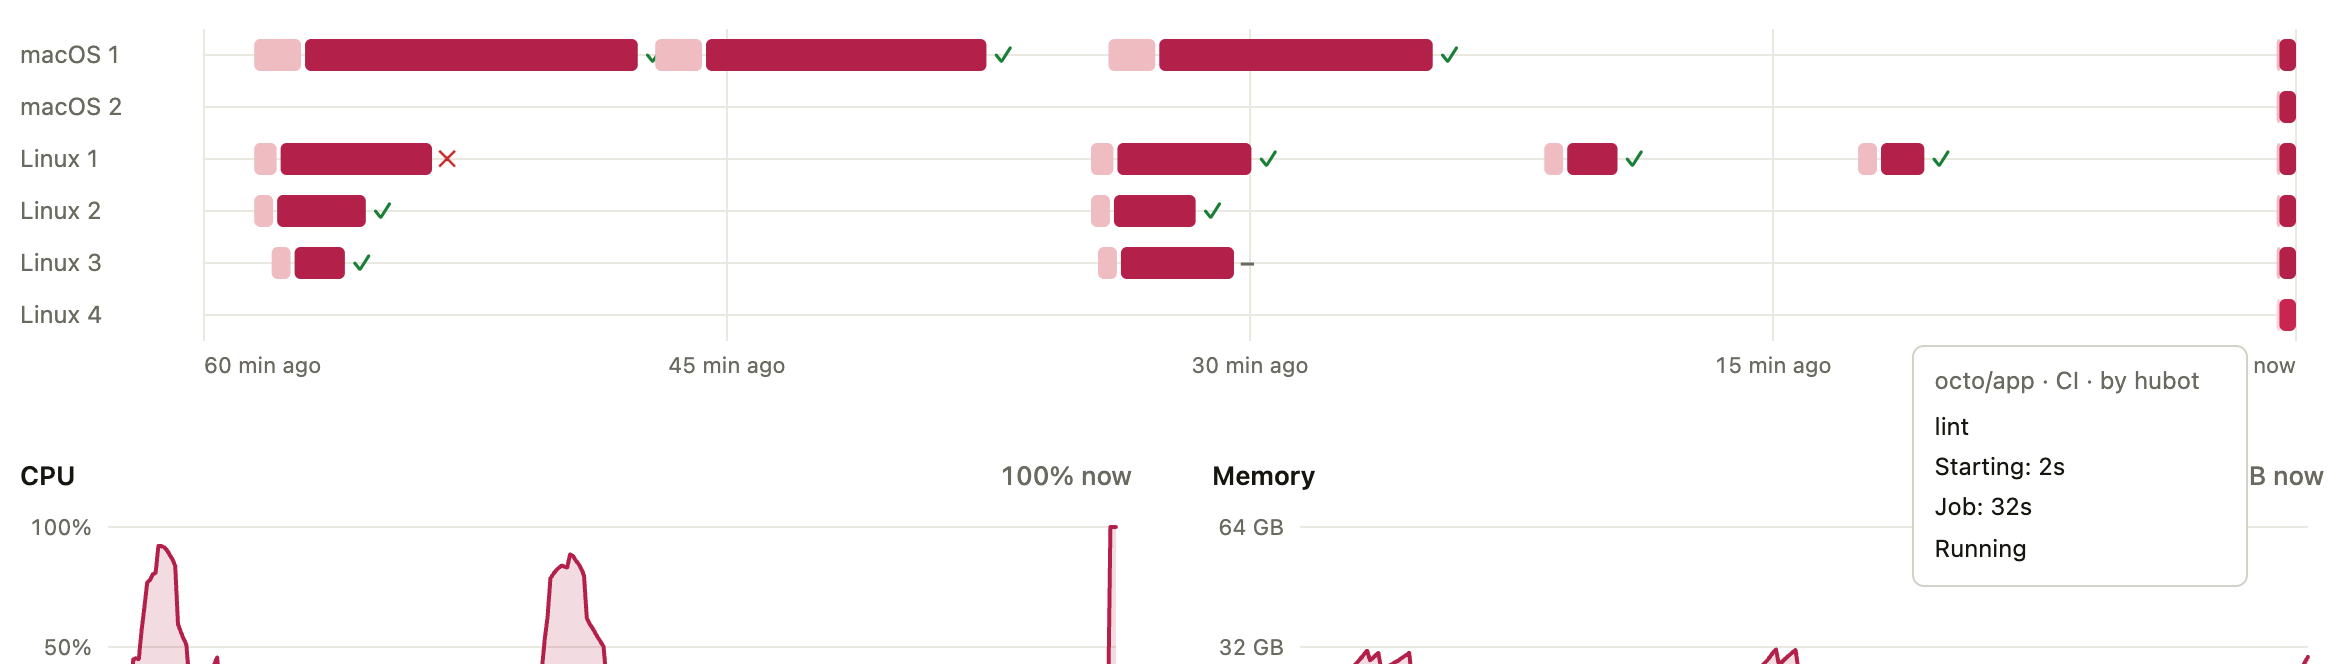 macOS 1
macOS 2
Linux 1
Linux 2
Linux 3
Linux 4
60 min ago
45 min ago
30 min ago
15 min ago
now
octo/app · CI · by hubot
lint
Starting: 2s
Job: 32s
Running
CPU
100% now
100%
50%
Memory
B now
64 GB
32 GB